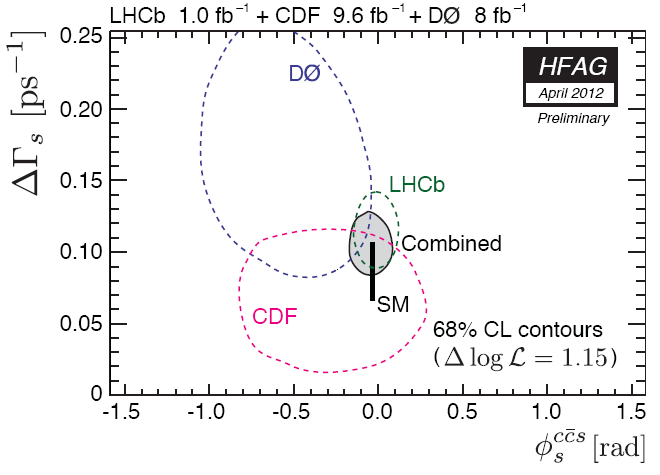 LHCb 1.0 fb⁻¹ + CDF 9.6 fb⁻¹ + DØ 8 fb⁻¹
0.25
HFAG
April 2012
Preliminary
DØ
ΔΓₛ [ps⁻¹]
0.20
0.15
LHCb
0.10
Combined
CDF
SM
0.05
68% CL contours
(Δ log ℒ = 1.15)
0
-1.5 -1.0 -0.5 0.0 0.5 1.0 1.5
ϕₛ^{cc̄s} [rad]